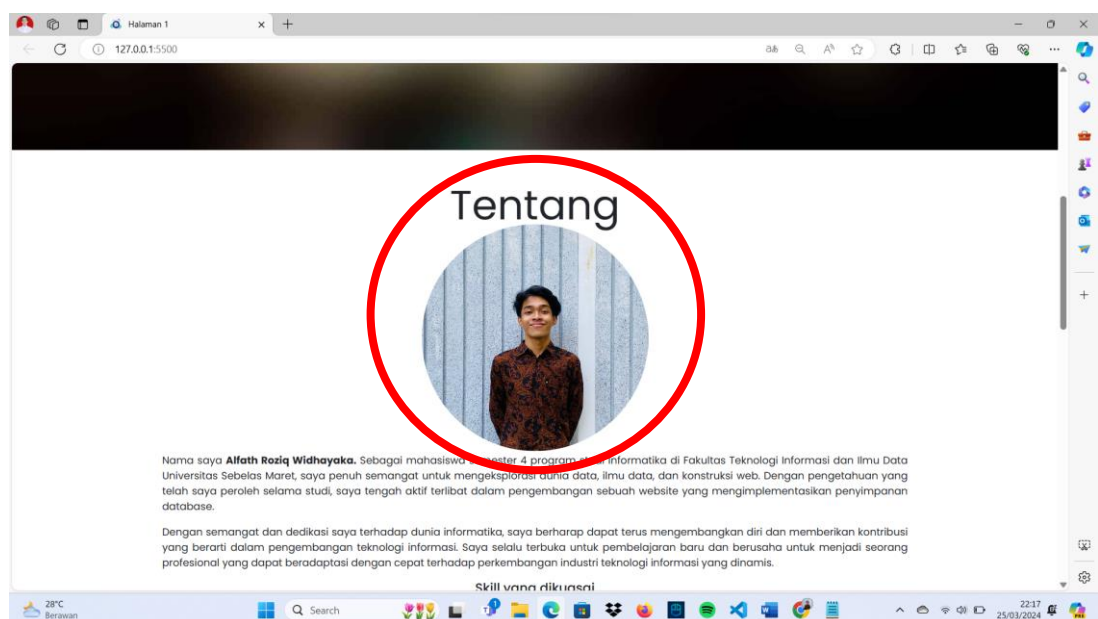 Halaman 1
127.0.0.1:5500
Tentang
Nama saya Alfath Roziq Widhayaka. Sebagai mahasiswa semester 4 program studi informatika di Fakultas Teknologi Informasi dan Ilmu Data
Universitas Sebelas Maret, saya penuh semangat untuk mengeksplorasi dunia data, ilmu data, dan konstruksi web. Dengan pengetahuan yang
telah saya peroleh selama studi, saya tengah aktif terlibat dalam pengembangan sebuah website yang mengimplementasikan penyimpanan
database.
Dengan semangat dan dedikasi saya terhadap dunia informatika, saya berharap dapat terus mengembangkan diri dan memberikan kontribusi
yang berarti dalam pengembangan teknologi informasi. Saya selalu terbuka untuk pembelajaran baru dan berusaha untuk menjadi seorang
profesional yang dapat beradaptasi dengan cepat terhadap perkembangan industri teknologi informasi yang dinamis.
Skill yang dikuasai
28°C
Berawan
Search
22:17
25/03/2024